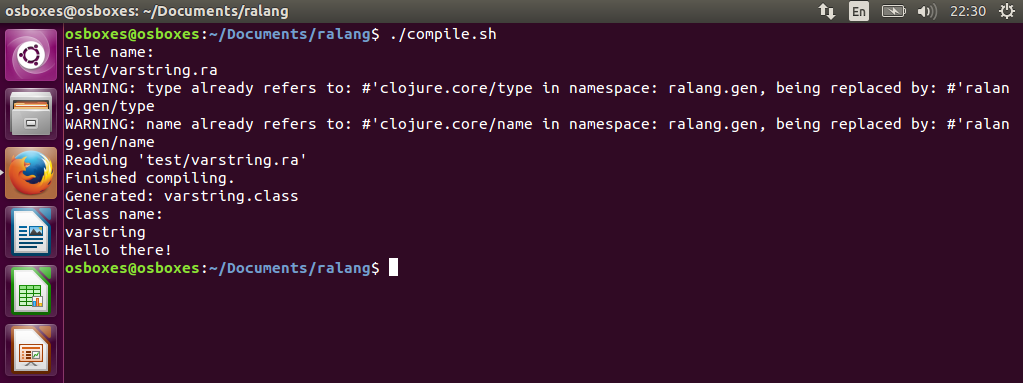 osboxes@osboxes: ~/Documents/ralang
En
22:30
osboxes@osboxes:~/Documents/ralang$ ./compile.sh
File name:
test/varstring.ra
WARNING: type already refers to: #'clojure.core/type in namespace: ralang.gen, being replaced by: #'ralan
g.gen/type
WARNING: name already refers to: #'clojure.core/name in namespace: ralang.gen, being replaced by: #'ralan
g.gen/name
Reading 'test/varstring.ra'
Finished compiling.
Generated: varstring.class
Class name:
varstring
Hello there!
osboxes@osboxes:~/Documents/ralang$